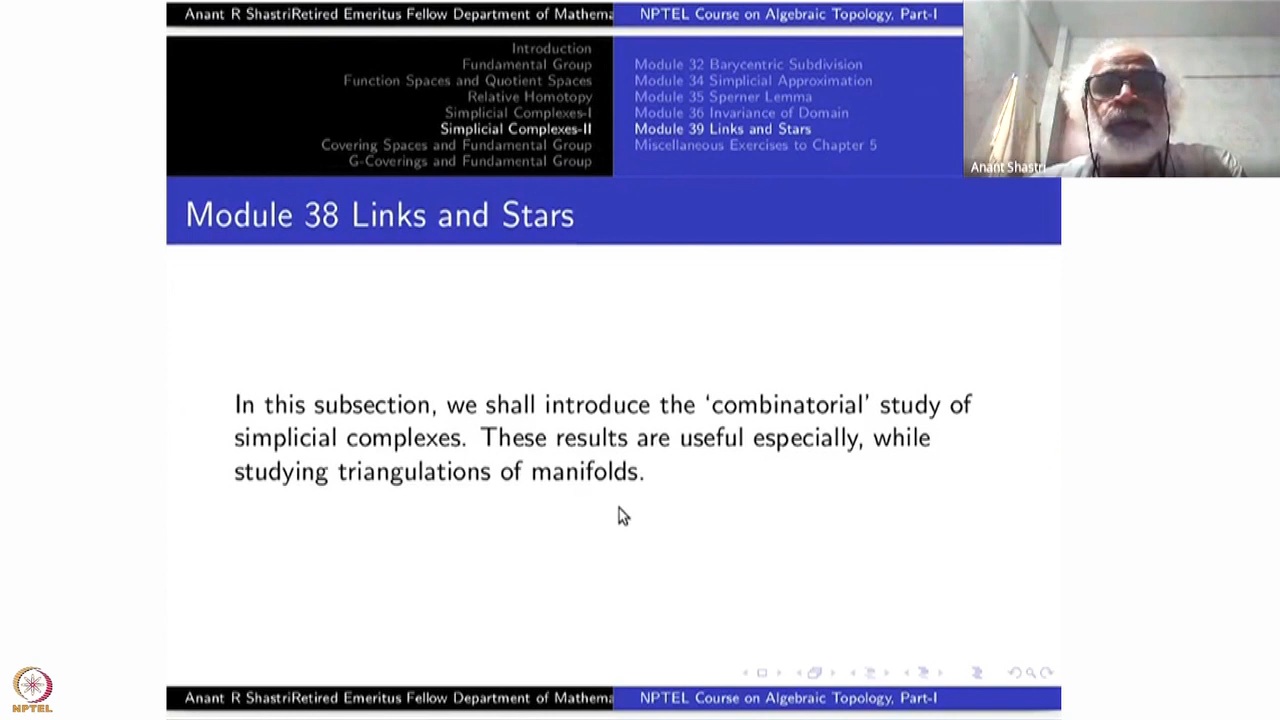 Anant R ShastriRetired Emeritus Fellow Department of Mathema
NPTEL Course on Algebraic Topology, Part-I
Introduction
Fundamental Group
Function Spaces and Quotient Spaces
Relative Homotopy
Simplicial Complexes-I
Simplicial Complexes-II
Covering Spaces and Fundamental Group
G-Coverings and Fundamental Group
Module 32 Barycentric Subdivision
Module 34 Simplicial Approximation
Module 35 Sperner Lemma
Module 36 Invariance of Domain
Module 39 Links and Stars
Miscellaneous Exercises to Chapter 5
Anant Shastri
Module 38 Links and Stars
In this subsection, we shall introduce the ‘combinatorial’ study of
simplicial complexes. These results are useful especially, while
studying triangulations of manifolds.
NPTEL
Anant R ShastriRetired Emeritus Fellow Department of Mathema
NPTEL Course on Algebraic Topology, Part-I